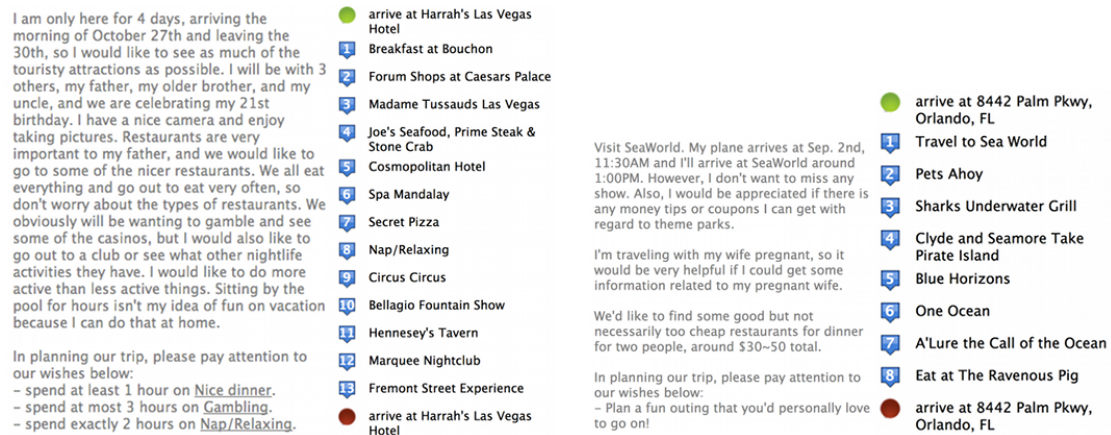 I am only here for 4 days, arriving the
morning of October 27th and leaving the
30th, so I would like to see as much of the
touristy attractions as possible. I will be with 3
others, my father, my older brother, and my
uncle, and we are celebrating my 21st
birthday. I have a nice camera and enjoy
taking pictures. Restaurants are very
important to my father, and we would like to
go to some of the nicer restaurants. We all eat
everything and go out to eat very often, so
don't worry about the types of restaurants. We
obviously will be wanting to gamble and see
some of the casinos, but I would also like to
go out to a club or see what other nightlife
activities they have. I would like to do more
active than less active things. Sitting by the
pool for hours isn't my idea of fun on vacation
because I can do that at home.
In planning our trip, please pay attention to
our wishes below:
- spend at least 1 hour on Nice dinner.
- spend at most 3 hours on Gambling.
- spend exactly 2 hours on Nap/Relaxing.
arrive at Harrah's Las Vegas
Hotel
1 Breakfast at Bouchon
2 Forum Shops at Caesars Palace
3 Madame Tussauds Las Vegas
4 Joe's Seafood, Prime Steak &
Stone Crab
5 Cosmopolitan Hotel
6 Spa Mandalay
7 Secret Pizza
8 Nap/Relaxing
9 Circus Circus
10 Bellagio Fountain Show
11 Hennesey's Tavern
12 Marquee Nightclub
13 Fremont Street Experience
arrive at Harrah's Las Vegas
Hotel
Visit SeaWorld. My plane arrives at Sep. 2nd,
11:30AM and I'll arrive at SeaWorld around
1:00PM. However, I don't want to miss any
show. Also, I would be appreciated if there is
any money tips or coupons I can get with
regard to theme parks.
I'm traveling with my wife pregnant, so it
would be very helpful if I could get some
information related to my pregnant wife.
We'd like to find some good but not
necessarily too cheap restaurants for dinner
for two people, around $30~50 total.
In planning our trip, please pay attention to
our wishes below:
- Plan a fun outing that you'd personally love
to go on!
arrive at 8442 Palm Pkwy,
Orlando, FL
1 Travel to Sea World
2 Pets Ahoy
3 Sharks Underwater Grill
4 Clyde and Seamore Take
Pirate Island
5 Blue Horizons
6 One Ocean
7 A'Lure the Call of the Ocean
8 Eat at The Ravenous Pig
arrive at 8442 Palm Pkwy,
Orlando, FL